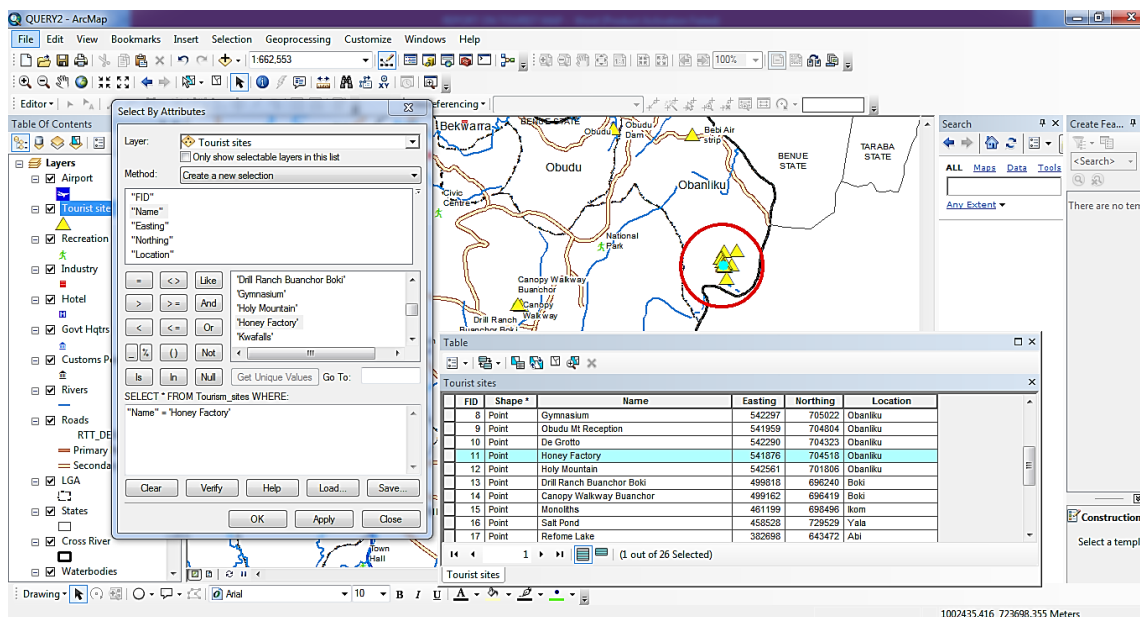 QUERY2 - ArcMap
File Edit View Bookmarks Insert Selection Geoprocessing Customize Windows Help
1:662,553
100%
Editor
Select By Attributes
Layer: Tourist sites
Only show selectable layers in this list
Method: Create a new selection
"FID"
"Name"
"Easting"
"Northing"
"Location"
= <> Like
> >= And
< <= Or
_ % () Not
Is In Null
'Drill Ranch Buanchor Boki'
'Gymnasium'
'Holy Mountain'
'Honey Factory'
'Kwafalls'
Get Unique Values Go To:
SELECT * FROM Tourism_sites WHERE:
"Name" = 'Honey Factory'
Clear Verify Help Load... Save...
OK Apply Close
Table Of Contents
Layers
Airport
Tourist site
Recreation
Industry
Hotel
Govt Hqtrs
Customs P
Rivers
Roads
RTT_DE
Primary
Seconda
LGA
States
Cross River
Waterbodies
eferencing
Bekwarra
BENUE STATE
Obudu
Obudu
Dam
Bebi Air
strip
Obudu
BENUE
STATE
TARABA
STATE
Obanliku
Civic
Centre
National
Park
Canopy Walkway
Buanchor
Canopy
Walkway
Drill Ranch
Buanchor Boki
Town
Hall
Table
Tourist sites
FID Shape * Name Easting Northing Location
8 Point Gymnasium 542297 705022 Obanliku
9 Point Obudu Mt Reception 541959 704804 Obanliku
10 Point De Grotto 542290 704323 Obanliku
11 Point Honey Factory 541876 704518 Obanliku
12 Point Holy Mountain 542561 701806 Obanliku
13 Point Drill Ranch Buanchor Boki 499818 696240 Boki
14 Point Canopy Walkway Buanchor 499162 696419 Boki
15 Point Monoliths 461199 698496 Ikom
16 Point Salt Pond 458528 729529 Yala
17 Point Refome Lake 382698 643472 Abi
1 (1 out of 26 Selected)
Tourist sites
Search
ALL Maps Data Tools
Any Extent
Create Fea...
<Search>
There are no tem
Construction
Select a templ
Drawing Arial 10 B I U A
1002435.416 723698.355 Meters